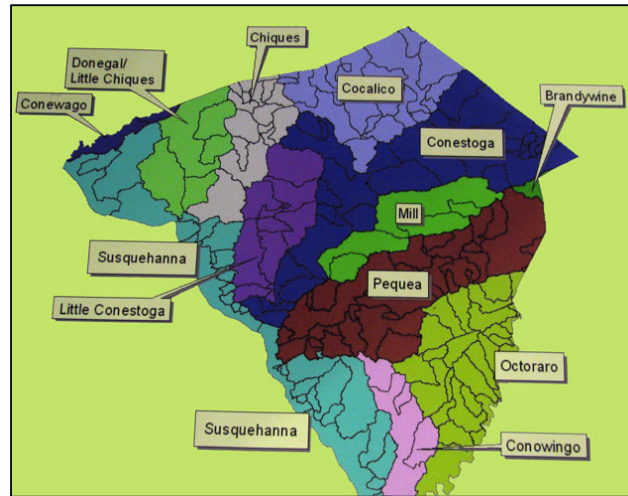 Chiques
Donegal/
Little Chiques
Cocalico
Brandywine
Conewago
Conestoga
Mill
Susquehanna
Pequea
Little Conestoga
Octoraro
Susquehanna
Conowingo